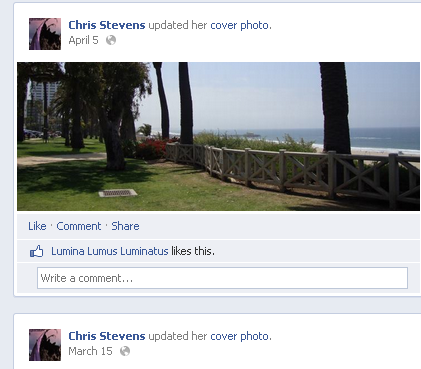 Chris Stevens updated her cover photo.
April 5
Like · Comment · Share
Lumina Lumus Luminatus likes this.
Write a comment...
Chris Stevens updated her cover photo.
March 15